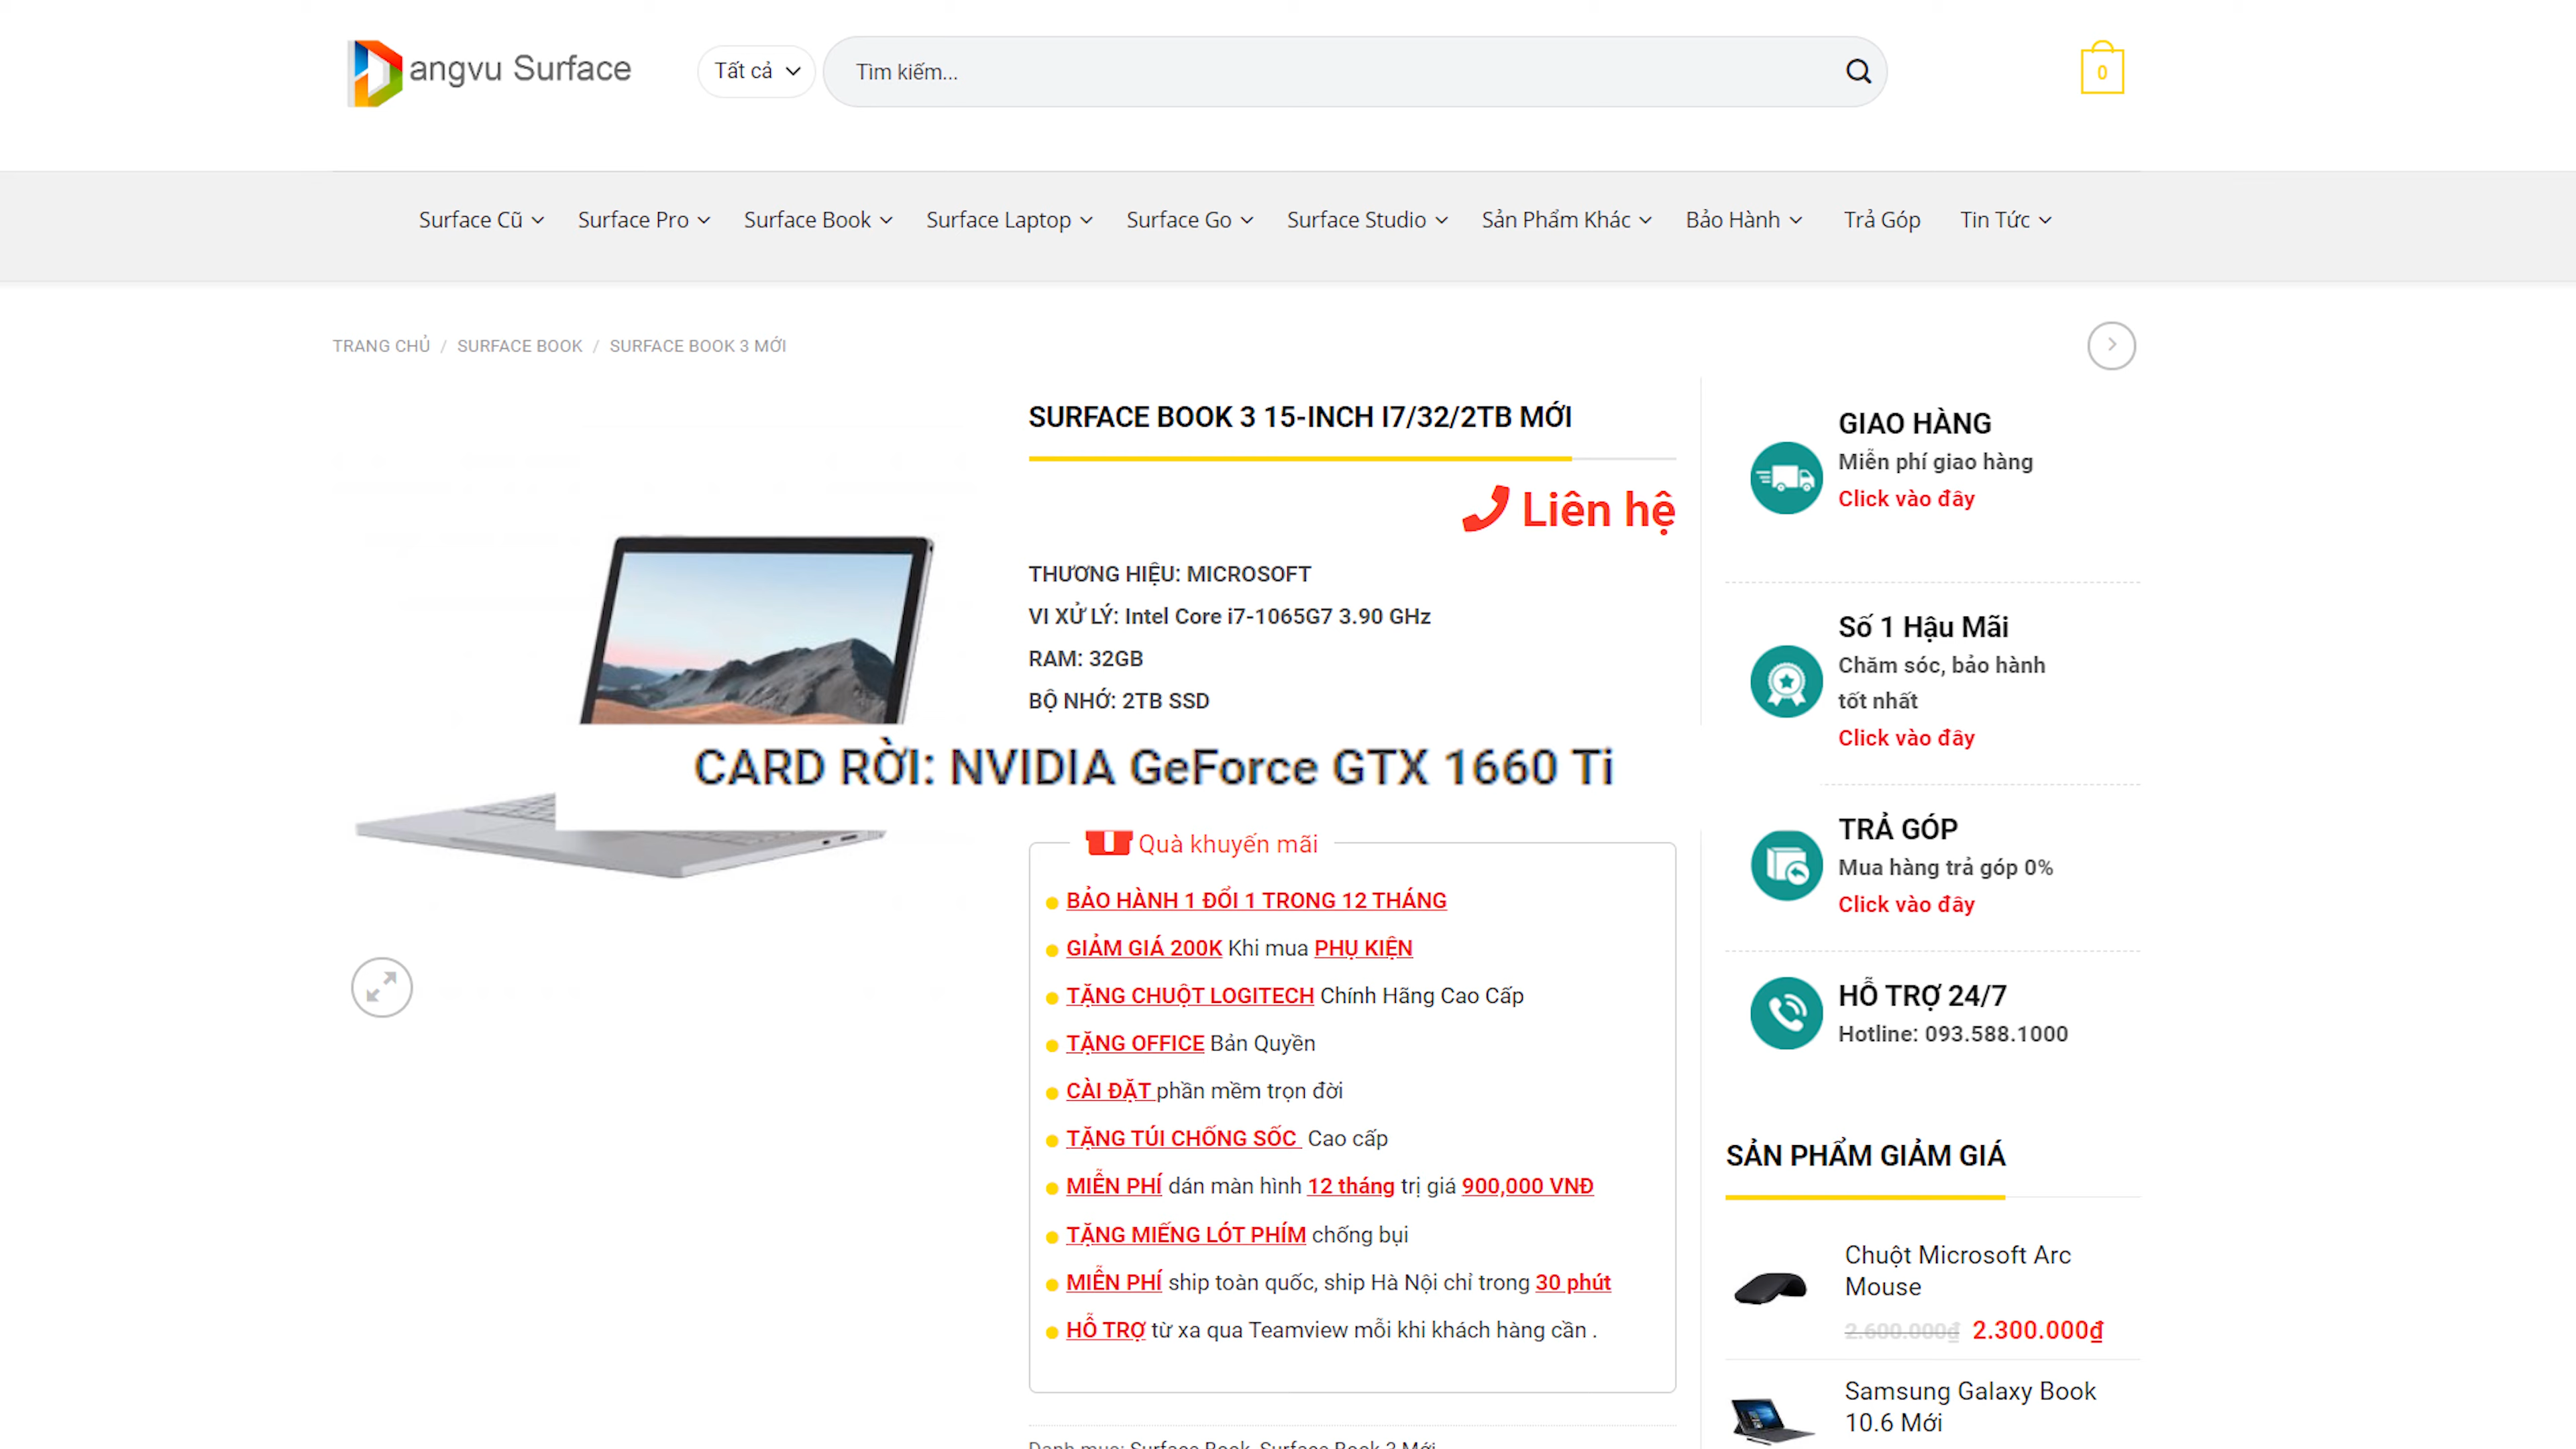 angvu Surface
Tất cả
Tìm kiếm...
0
Surface Cũ
Surface Pro
Surface Book
Surface Laptop
Surface Go
Surface Studio
Sản Phẩm Khác
Bảo Hành
Trả Góp
Tin Tức
TRANG CHỦ / SURFACE BOOK / SURFACE BOOK 3 MỚI
SURFACE BOOK 3 15-INCH I7/32/2TB MỚI
Liên hệ
THƯƠNG HIỆU: MICROSOFT
VI XỬ LÝ: Intel Core i7-1065G7 3.90 GHz
RAM: 32GB
BỘ NHỚ: 2TB SSD
CARD RỜI: NVIDIA GeForce GTX 1660 Ti
Quà khuyến mãi
BẢO HÀNH 1 ĐỔI 1 TRONG 12 THÁNG
GIẢM GIÁ 200K Khi mua PHỤ KIỆN
TẶNG CHUỘT LOGITECH Chính Hãng Cao Cấp
TẶNG OFFICE Bản Quyền
CÀI ĐẶT phần mềm trọn đời
TẶNG TÚI CHỐNG SỐC Cao cấp
MIỄN PHÍ dán màn hình 12 tháng trị giá 900,000 VNĐ
TẶNG MIẾNG LÓT PHÍM chống bụi
MIỄN PHÍ ship toàn quốc, ship Hà Nội chỉ trong 30 phút
HỖ TRỢ từ xa qua Teamview mỗi khi khách hàng cần .
Danh mục: Surface Book, Surface Book 3 Mới
GIAO HÀNG
Miễn phí giao hàng
Click vào đây
Số 1 Hậu Mãi
Chăm sóc, bảo hành
tốt nhất
Click vào đây
TRẢ GÓP
Mua hàng trả góp 0%
Click vào đây
HỖ TRỢ 24/7
Hotline: 093.588.1000
SẢN PHẨM GIẢM GIÁ
Chuột Microsoft Arc
Mouse
2.600.000₫ 2.300.000₫
Samsung Galaxy Book
10.6 Mới